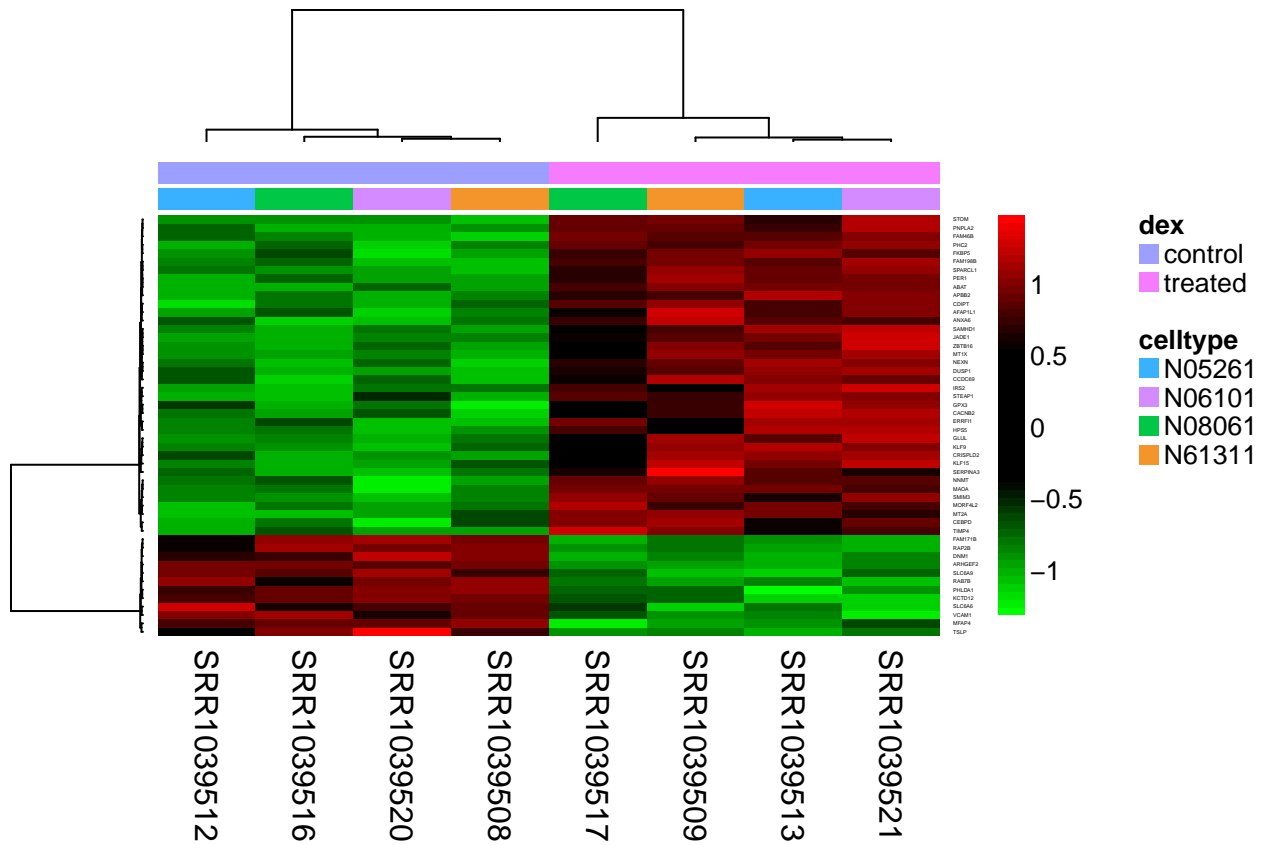 STOM
PNPLA2
FAM46B
PHC2
FKBP5
FAM198B
SPARCL1
PER1
ABAT
APBB2
CDIPT
AFAP1L1
ANXA6
SAMHD1
JADE1
ZBTB16
MT1X
NEXN
DUSP1
CCDC69
IRS2
STEAP1
GPX3
CACNB2
ERRFI1
HPS5
GLUL
KLF9
CRISPLD2
KLF15
SERPINA3
NNMT
MAOA
SMIM3
MORF4L2
MT2A
CEBPD
TIMP4
FAM171B
RAP2B
DNM1
ARHGEF2
SLC6A9
RAB7B
PHLDA1
KCTD12
SLC6A6
VCAM1
MFAP4
TSLP
1
0.5
0
−0.5
−1
dex
control
treated
celltype
N05261
N06101
N08061
N61311
SRR1039512
SRR1039516
SRR1039520
SRR1039508
SRR1039517
SRR1039509
SRR1039513
SRR1039521